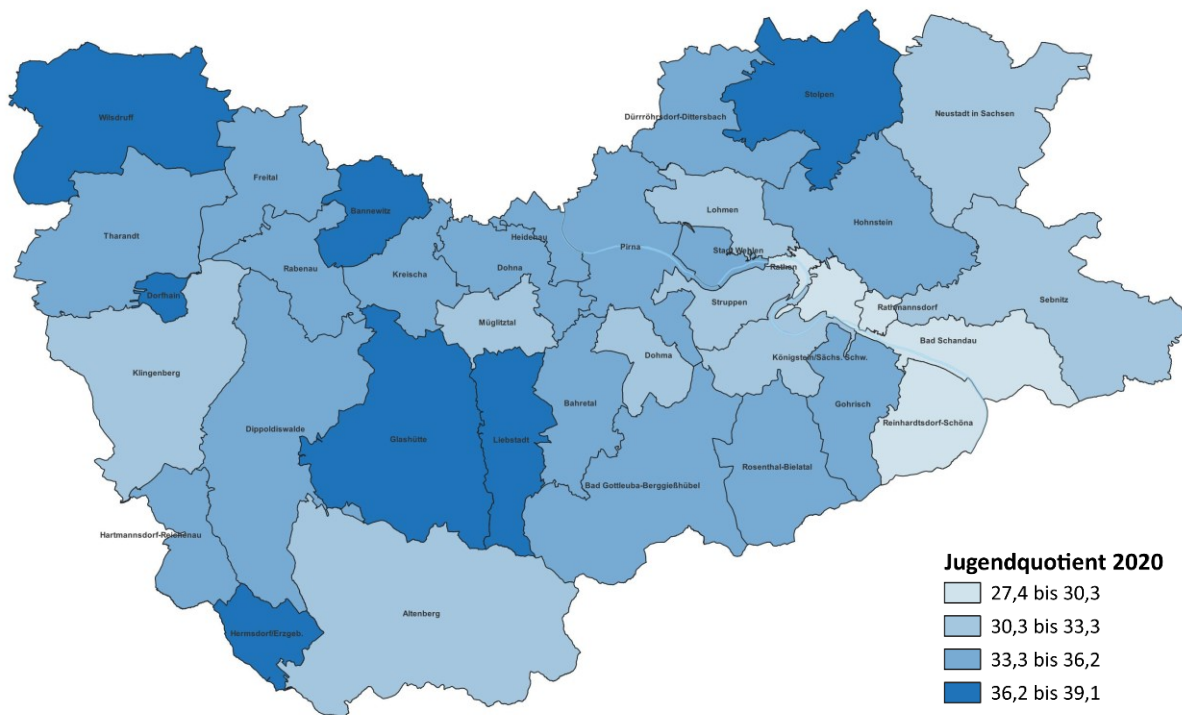 Stolpen
Wilsdruff
Dürrröhrsdorf-Dittersbach
Neustadt in Sachsen
Freital
Bannewitz
Lohmen
Hohnstein
Tharandt
Heidenau
Pirna
Stadt Wehlen
Dohna
Rabenau
Kreischa
Rathen
Dorfhain
Struppen
Rathmannsdorf
Sebnitz
Müglitztal
Bad Schandau
Dohma
Königstein/Sächs. Schw.
Klingenberg
Bahretal
Gohrisch
Reinhardtsdorf-Schöna
Dippoldiswalde
Glashütte
Liebstadt
Rosenthal-Bielatal
Bad Gottleuba-Berggießhübel
Hartmannsdorf-Reichenau
Altenberg
Hermsdorf/Erzgeb.
Jugendquotient 2020
27,4 bis 30,3
30,3 bis 33,3
33,3 bis 36,2
36,2 bis 39,1